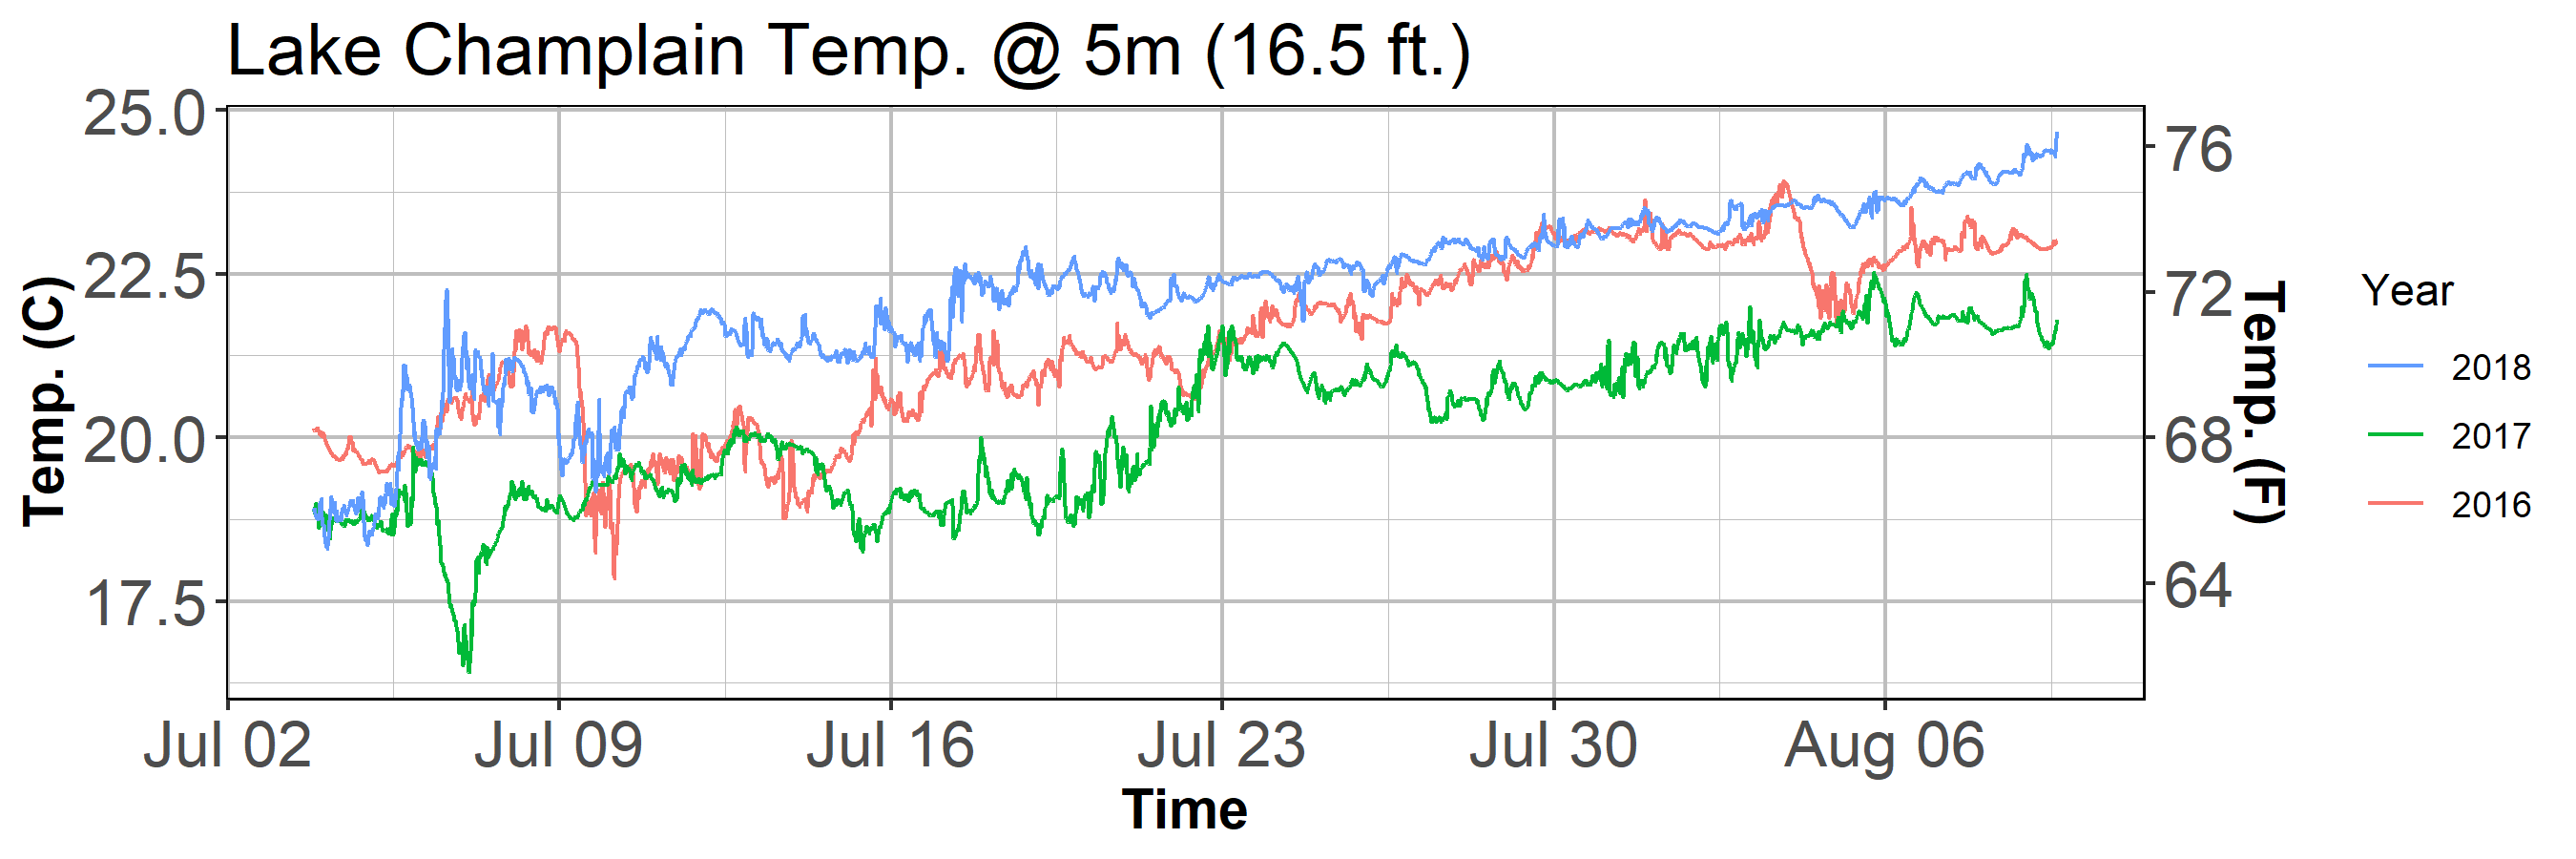 Lake Champlain Temp. @ 5m (16.5 ft.)
25.0
22.5
20.0
17.5
Temp. (C)
76
72
68
64
Temp. (F)
Jul 02
Jul 09
Jul 16
Jul 23
Jul 30
Aug 06
Time
Year
2018
2017
2016